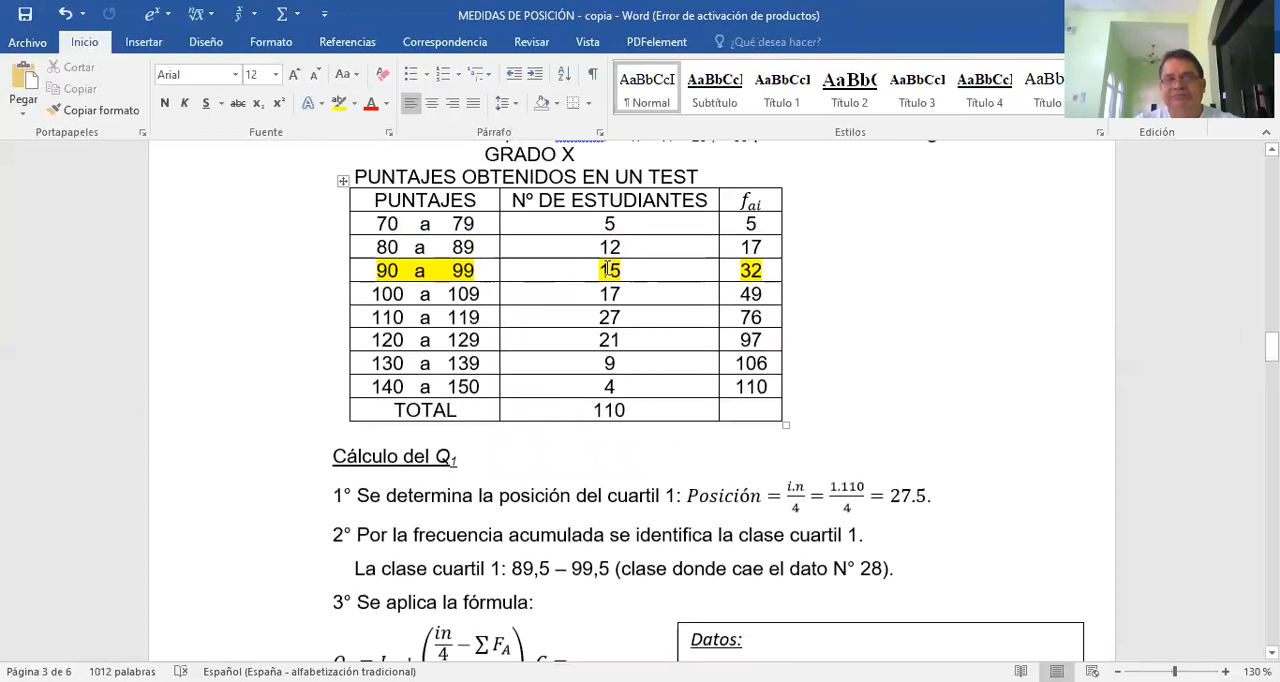 MEDIDAS DE POSICIÓN - copia - Word (Error de activación de productos)
Archivo Inicio Insertar Diseño Formato Referencias Correspondencia Revisar Vista PDFelement ¿Qué desea hacer?
Pegar
Cortar
Copiar
Copiar formato
Portapapeles
Arial 12
N K S abc x₂ x²
Fuente
Párrafo
AaBbCcI AaBbCcl AaBbCcI AaBbC AaBbCcI AaBbCcI AaBb
¶ Normal Subtítulo Título 1 Título 2 Título 3 Título 4
Estilos
Edición
GRADO X
PUNTAJES OBTENIDOS EN UN TEST
PUNTAJES Nº DE ESTUDIANTES f_ai
70 a 79 5 5
80 a 89 12 17
90 a 99 15 32
100 a 109 17 49
110 a 119 27 76
120 a 129 21 97
130 a 139 9 106
140 a 150 4 110
TOTAL 110
Cálculo del Q₁
1° Se determina la posición del cuartil 1: Posición = i.n/4 = 1.110/4 = 27.5.
2° Por la frecuencia acumulada se identifica la clase cuartil 1.
La clase cuartil 1: 89,5 – 99,5 (clase donde cae el dato N° 28).
3° Se aplica la fórmula:
(in/4 − ∑ F_A)
Datos:
Página 3 de 6 1012 palabras Español (España - alfabetización tradicional) 130 %